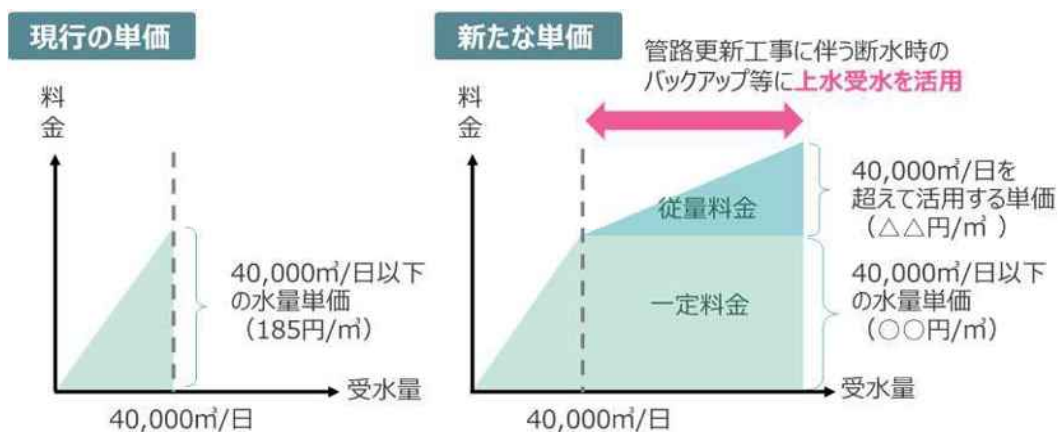 現行の単価
料
金
40,000㎥/日以下
の水量単価
(185円/㎥)
受水量
40,000㎥/日
新たな単価
管路更新工事に伴う断水時の
バックアップ等に上水受水を活用
料
金
従量料金
一定料金
40,000㎥/日を
超えて活用する単価
(△△円/㎥ )
40,000㎥/日以下
の水量単価
(○○円/㎥)
受水量
40,000㎥/日